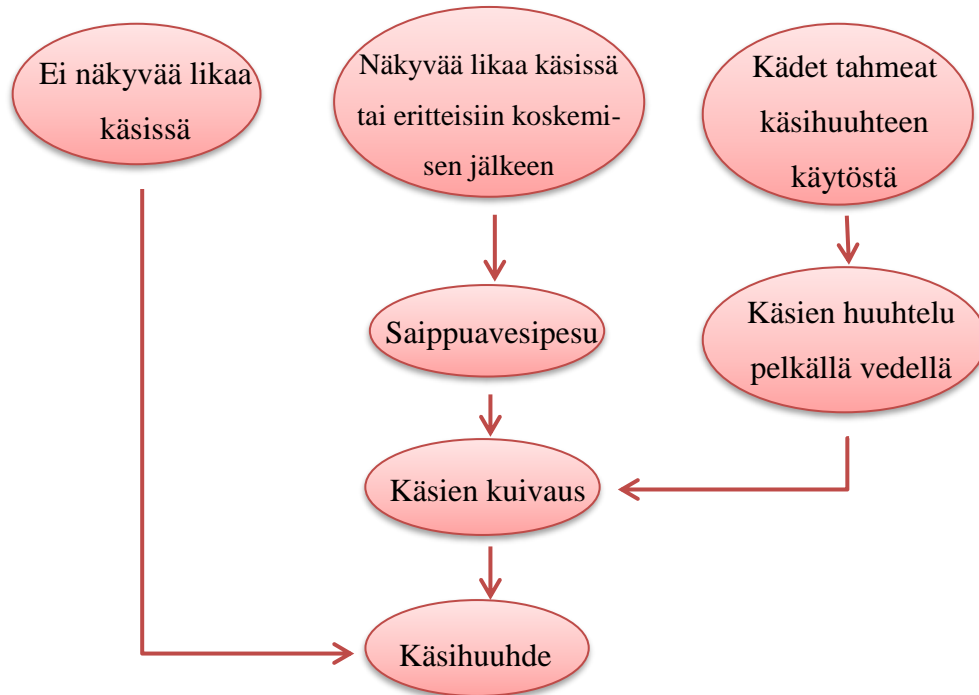 Ei näkyvää likaa
käsissä
Näkyvää likaa käsissä
tai eritteisiin koskemi-
sen jälkeen
Kädet tahmeat
käsihuuhteen
käytöstä
Saippuavesipesu
Käsien huuhtelu
pelkällä vedellä
Käsien kuivaus
Käsihuuhde